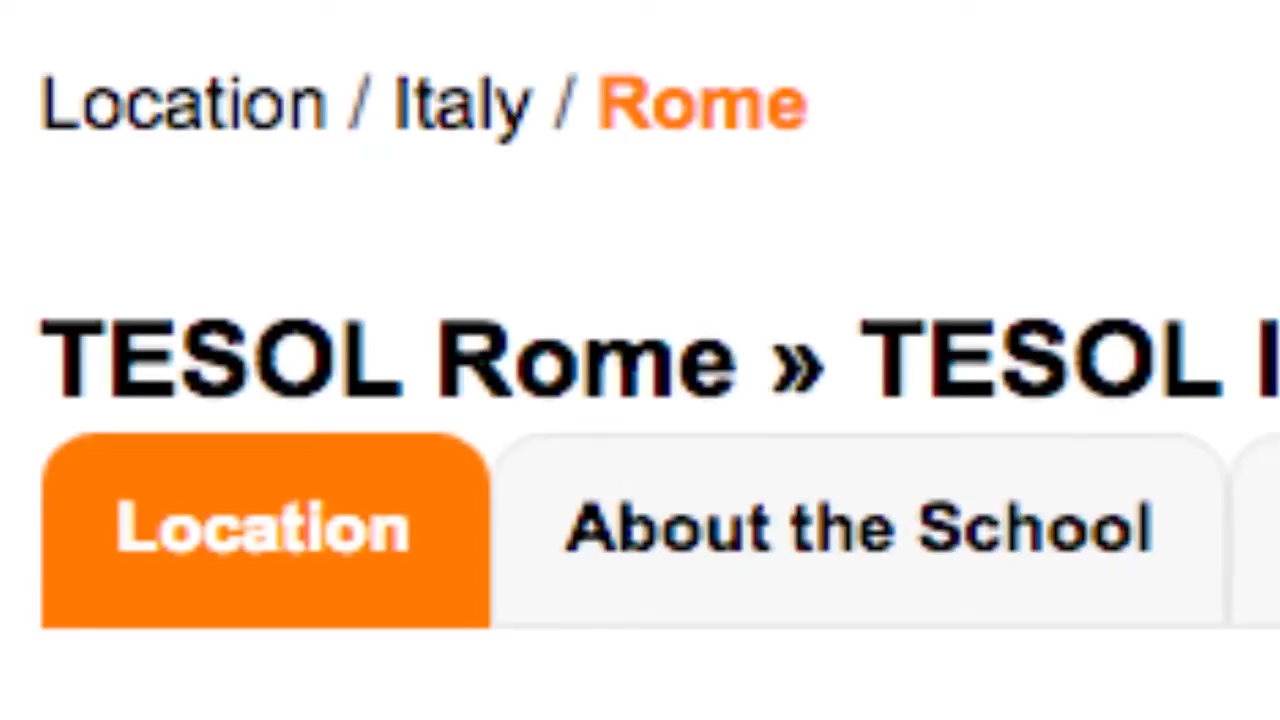 Location / Italy / Rome
TESOL Rome » TESOL
Location
About the School